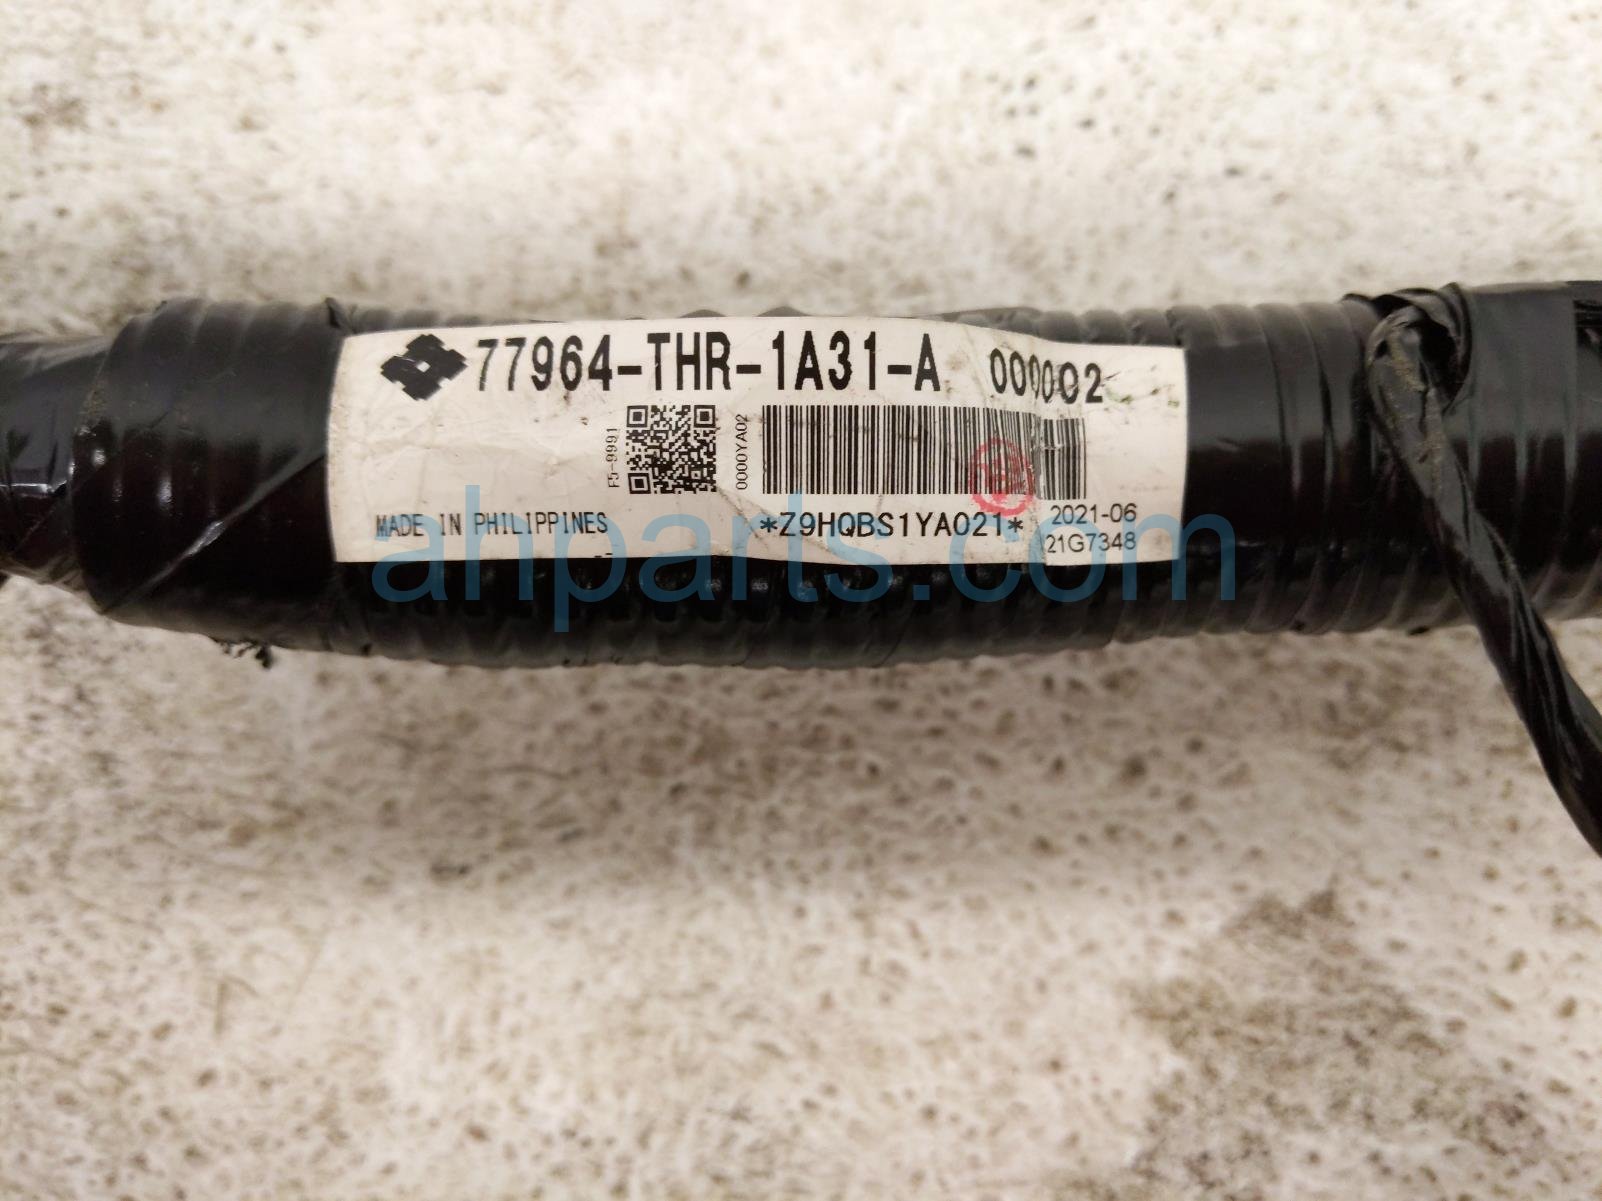 77964-THR-1A31-A 000002
F5-9991
0000YA02
MADE IN PHILIPPINES
*Z9HQBS1YA021*
2021-06
21G7348
ahparts.com